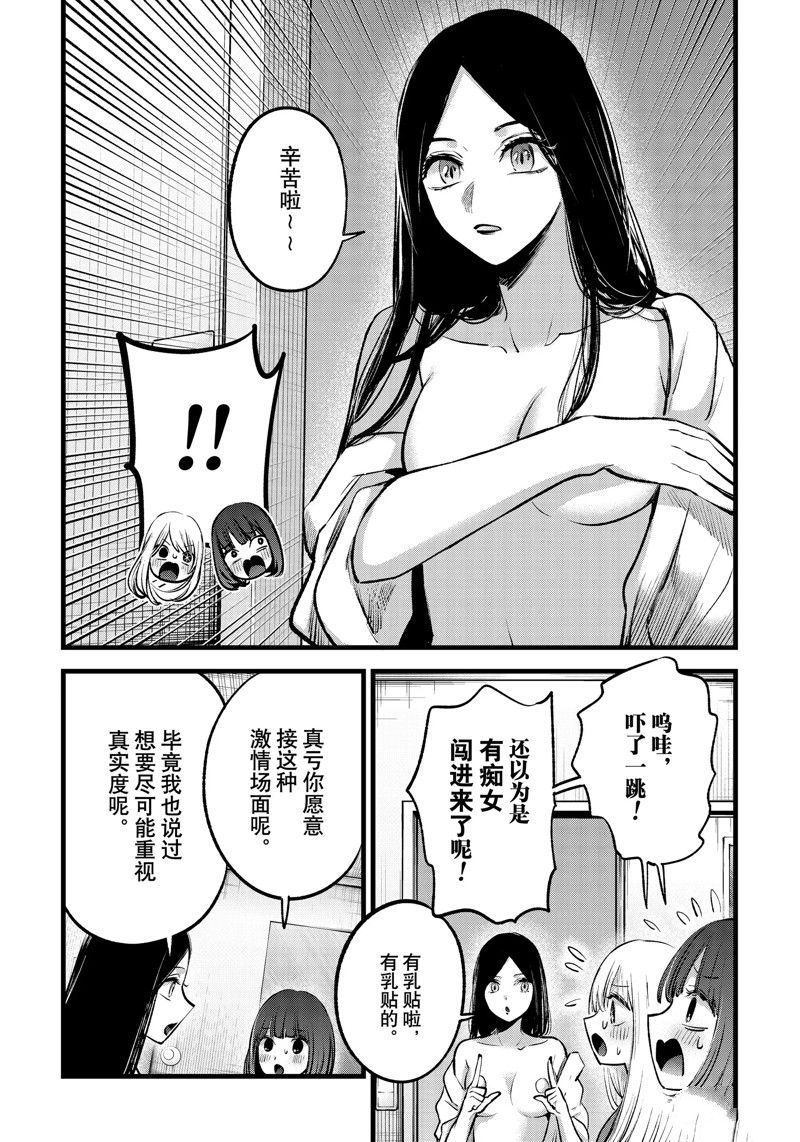 辛苦啦~~
!!
呜哇，
吓了一跳！
还以为是
有痴女
闯进来了呢！
有乳贴啦，
有乳贴的。
真亏你愿意
接这种
激情场面呢。
毕竟我也说过
想要尽可能重视
真实度呢。